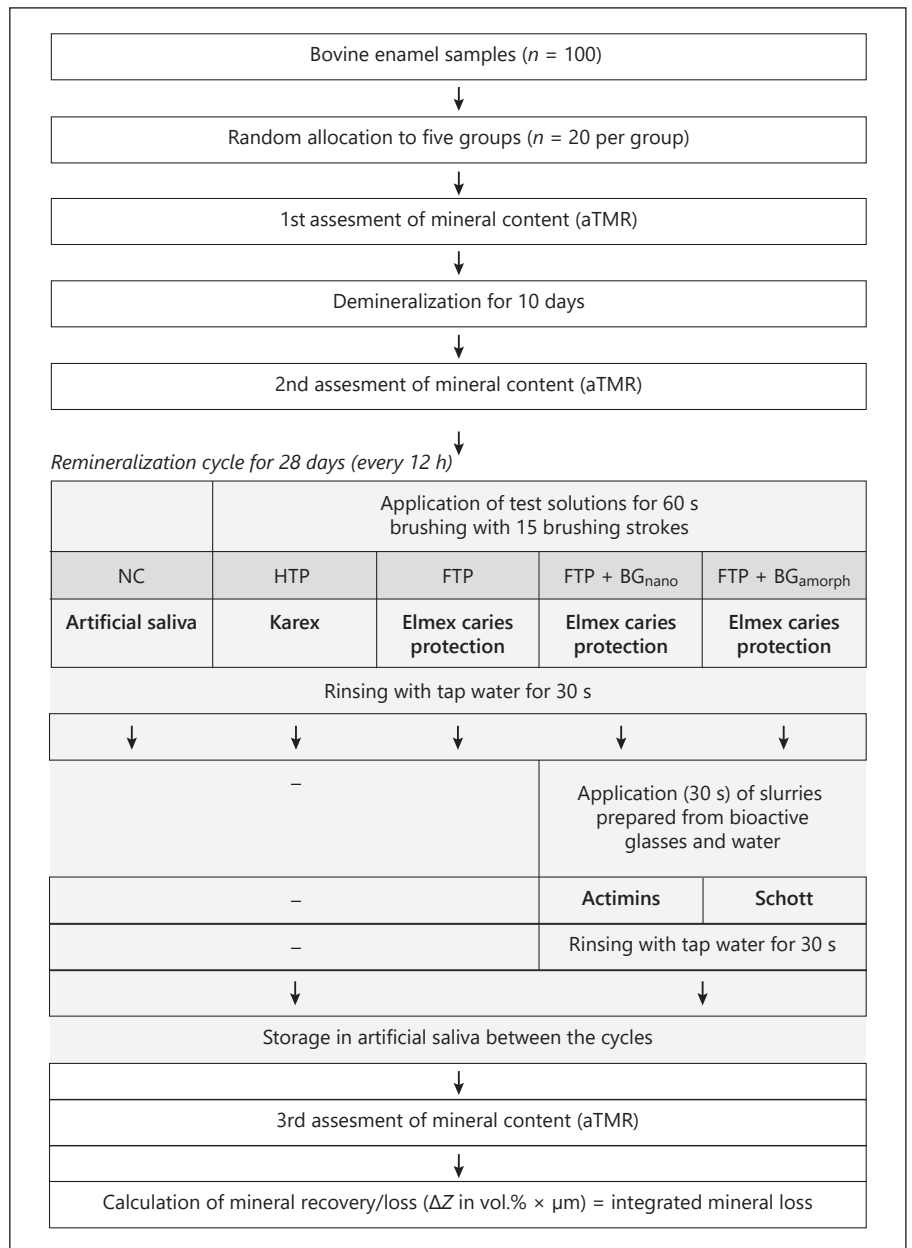 Bovine enamel samples (n = 100)
Random allocation to five groups (n = 20 per group)
1st assesment of mineral content (aTMR)
Demineralization for 10 days
2nd assesment of mineral content (aTMR)
Remineralization cycle for 28 days (every 12 h)
Application of test solutions for 60 s
brushing with 15 brushing strokes
NC HTP FTP FTP + BGnano FTP + BGamorph
Artificial saliva Karex Elmex caries Elmex caries Elmex caries
protection protection protection
Rinsing with tap water for 30 s
–
Application (30 s) of slurries
prepared from bioactive
glasses and water
– Actimins Schott
– Rinsing with tap water for 30 s
Storage in artificial saliva between the cycles
3rd assesment of mineral content (aTMR)
Calculation of mineral recovery/loss (ΔZ in vol.% × μm) = integrated mineral loss